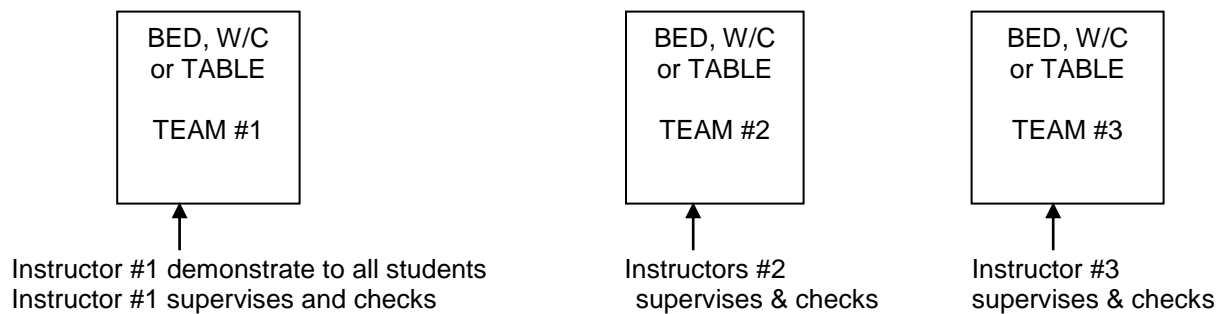 BED, W/C
or TABLE
TEAM #1
Instructor #1 demonstrate to all students
Instructor #1 supervises and checks
BED, W/C
or TABLE
TEAM #2
Instructors #2
supervises & checks
BED, W/C
or TABLE
TEAM #3
Instructor #3
supervises & checks